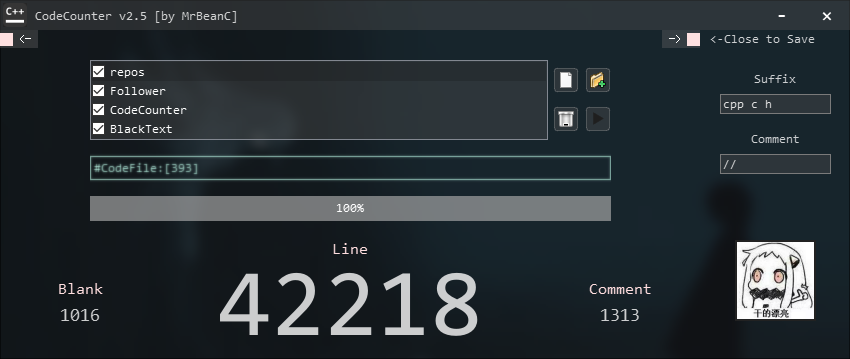 C++
CodeCounter v2.5 [by MrBeanC]
<-
-> <-Close to Save
repos
Follower
CodeCounter
BlackText
Suffix
cpp c h
Comment
//
#CodeFile:[393]
100%
Line
42218
Blank
1016
Comment
1313
干的漂亮